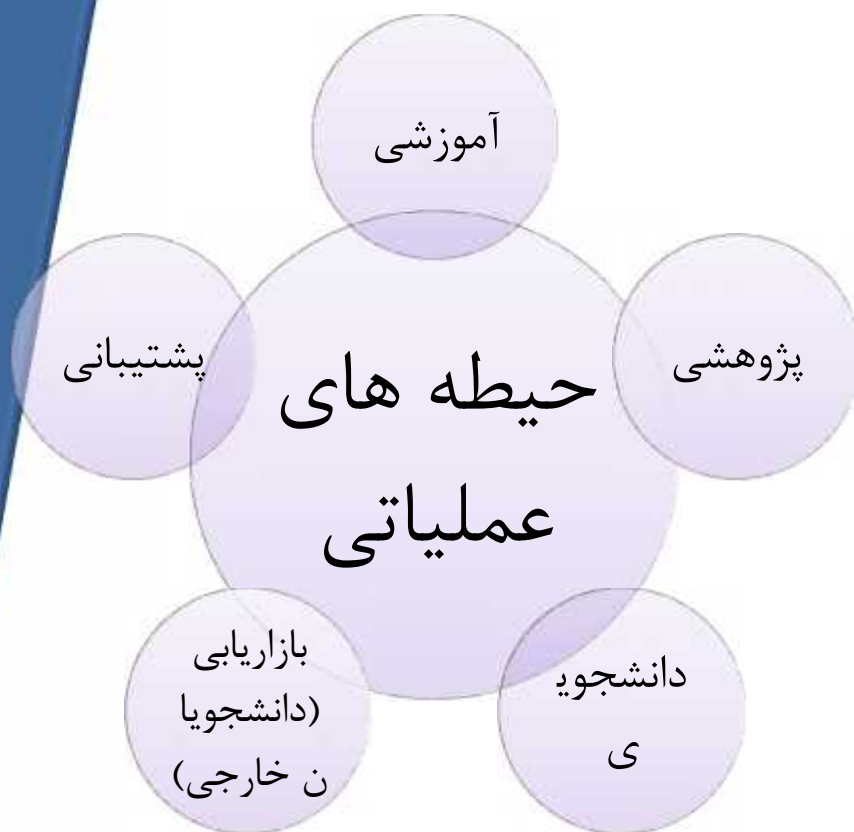 آموزشی
پژوهشی
پشتیبانی
حیطه های
عملیاتی
دانشجوی
ی
بازاریابی
(دانشجویا
ن خارجی)